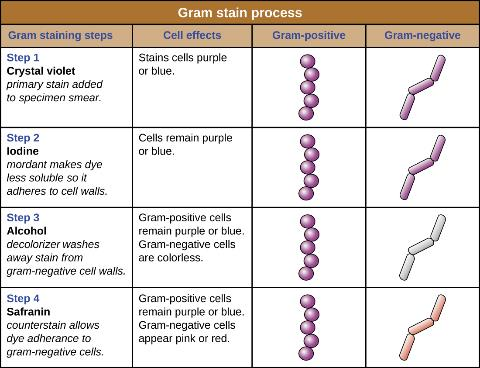 Gram stain process
Gram staining steps
Cell effects
Gram-positive
Gram-negative
Step 1
Crystal violet
primary stain added
to specimen smear.
Stains cells purple
or blue.
Step 2
Iodine
mordant makes dye
less soluble so it
adheres to cell walls.
Cells remain purple
or blue.
Step 3
Alcohol
decolorizer washes
away stain from
gram-negative cell walls.
Gram-positive cells
remain purple or blue.
Gram-negative cells
are colorless.
Step 4
Safranin
counterstain allows
dye adherance to
gram-negative cells.
Gram-positive cells
remain purple or blue.
Gram-negative cells
appear pink or red.